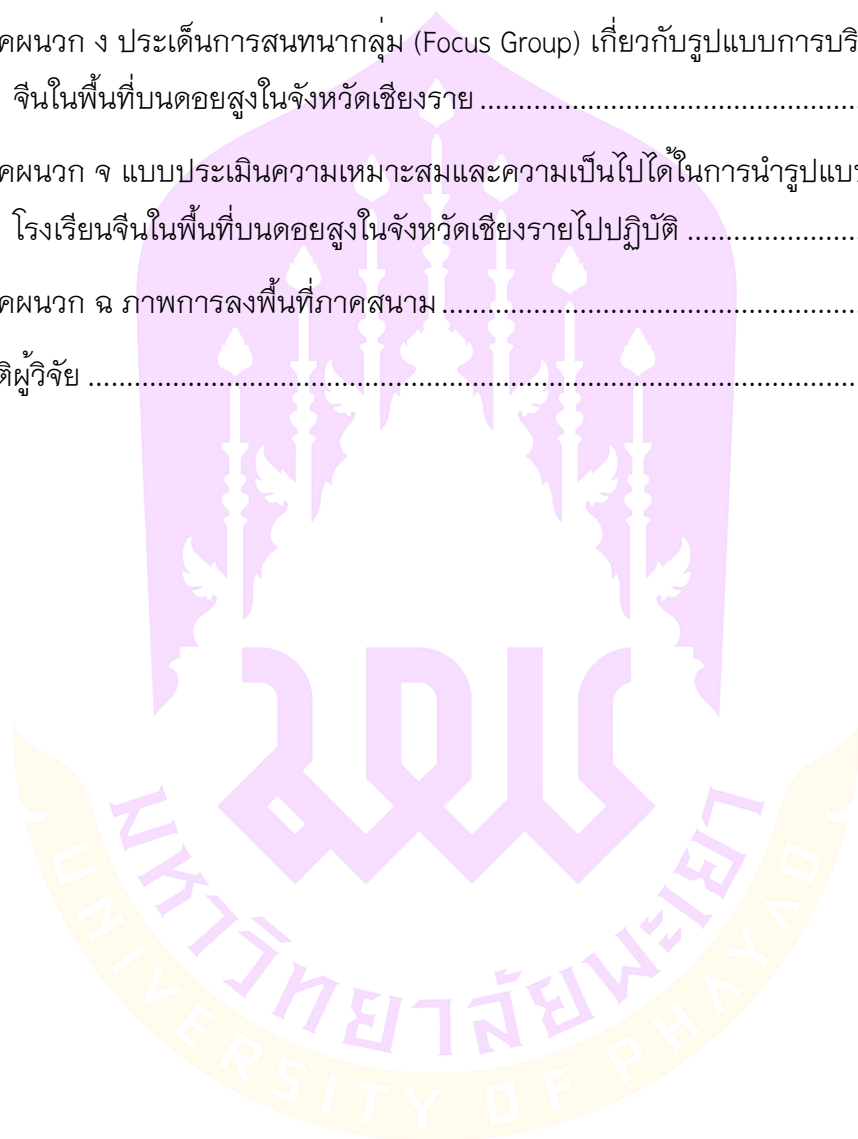 คผนวก ง ประเด็นการสนทนากลุ่ม (Focus Group) เกี่ยวกับรูปแบบการบริ
จีนในพื้นที่บนดอยสูงในจังหวัดเชียงราย ........................................................
คผนวก จ แบบประเมินความเหมาะสมและความเป็นไปได้ในการนำรูปแบบ
โรงเรียนจีนในพื้นที่บนดอยสูงในจังหวัดเชียงรายไปปฏิบัติ .........................
คผนวก ฉ ภาพการลงพื้นที่ภาคสนาม ............................................................
ติผู้วิจัย ..............................................................................................................
มหาวิทยาลัยพะเยา
UNIVERSITY OF PHAYAO